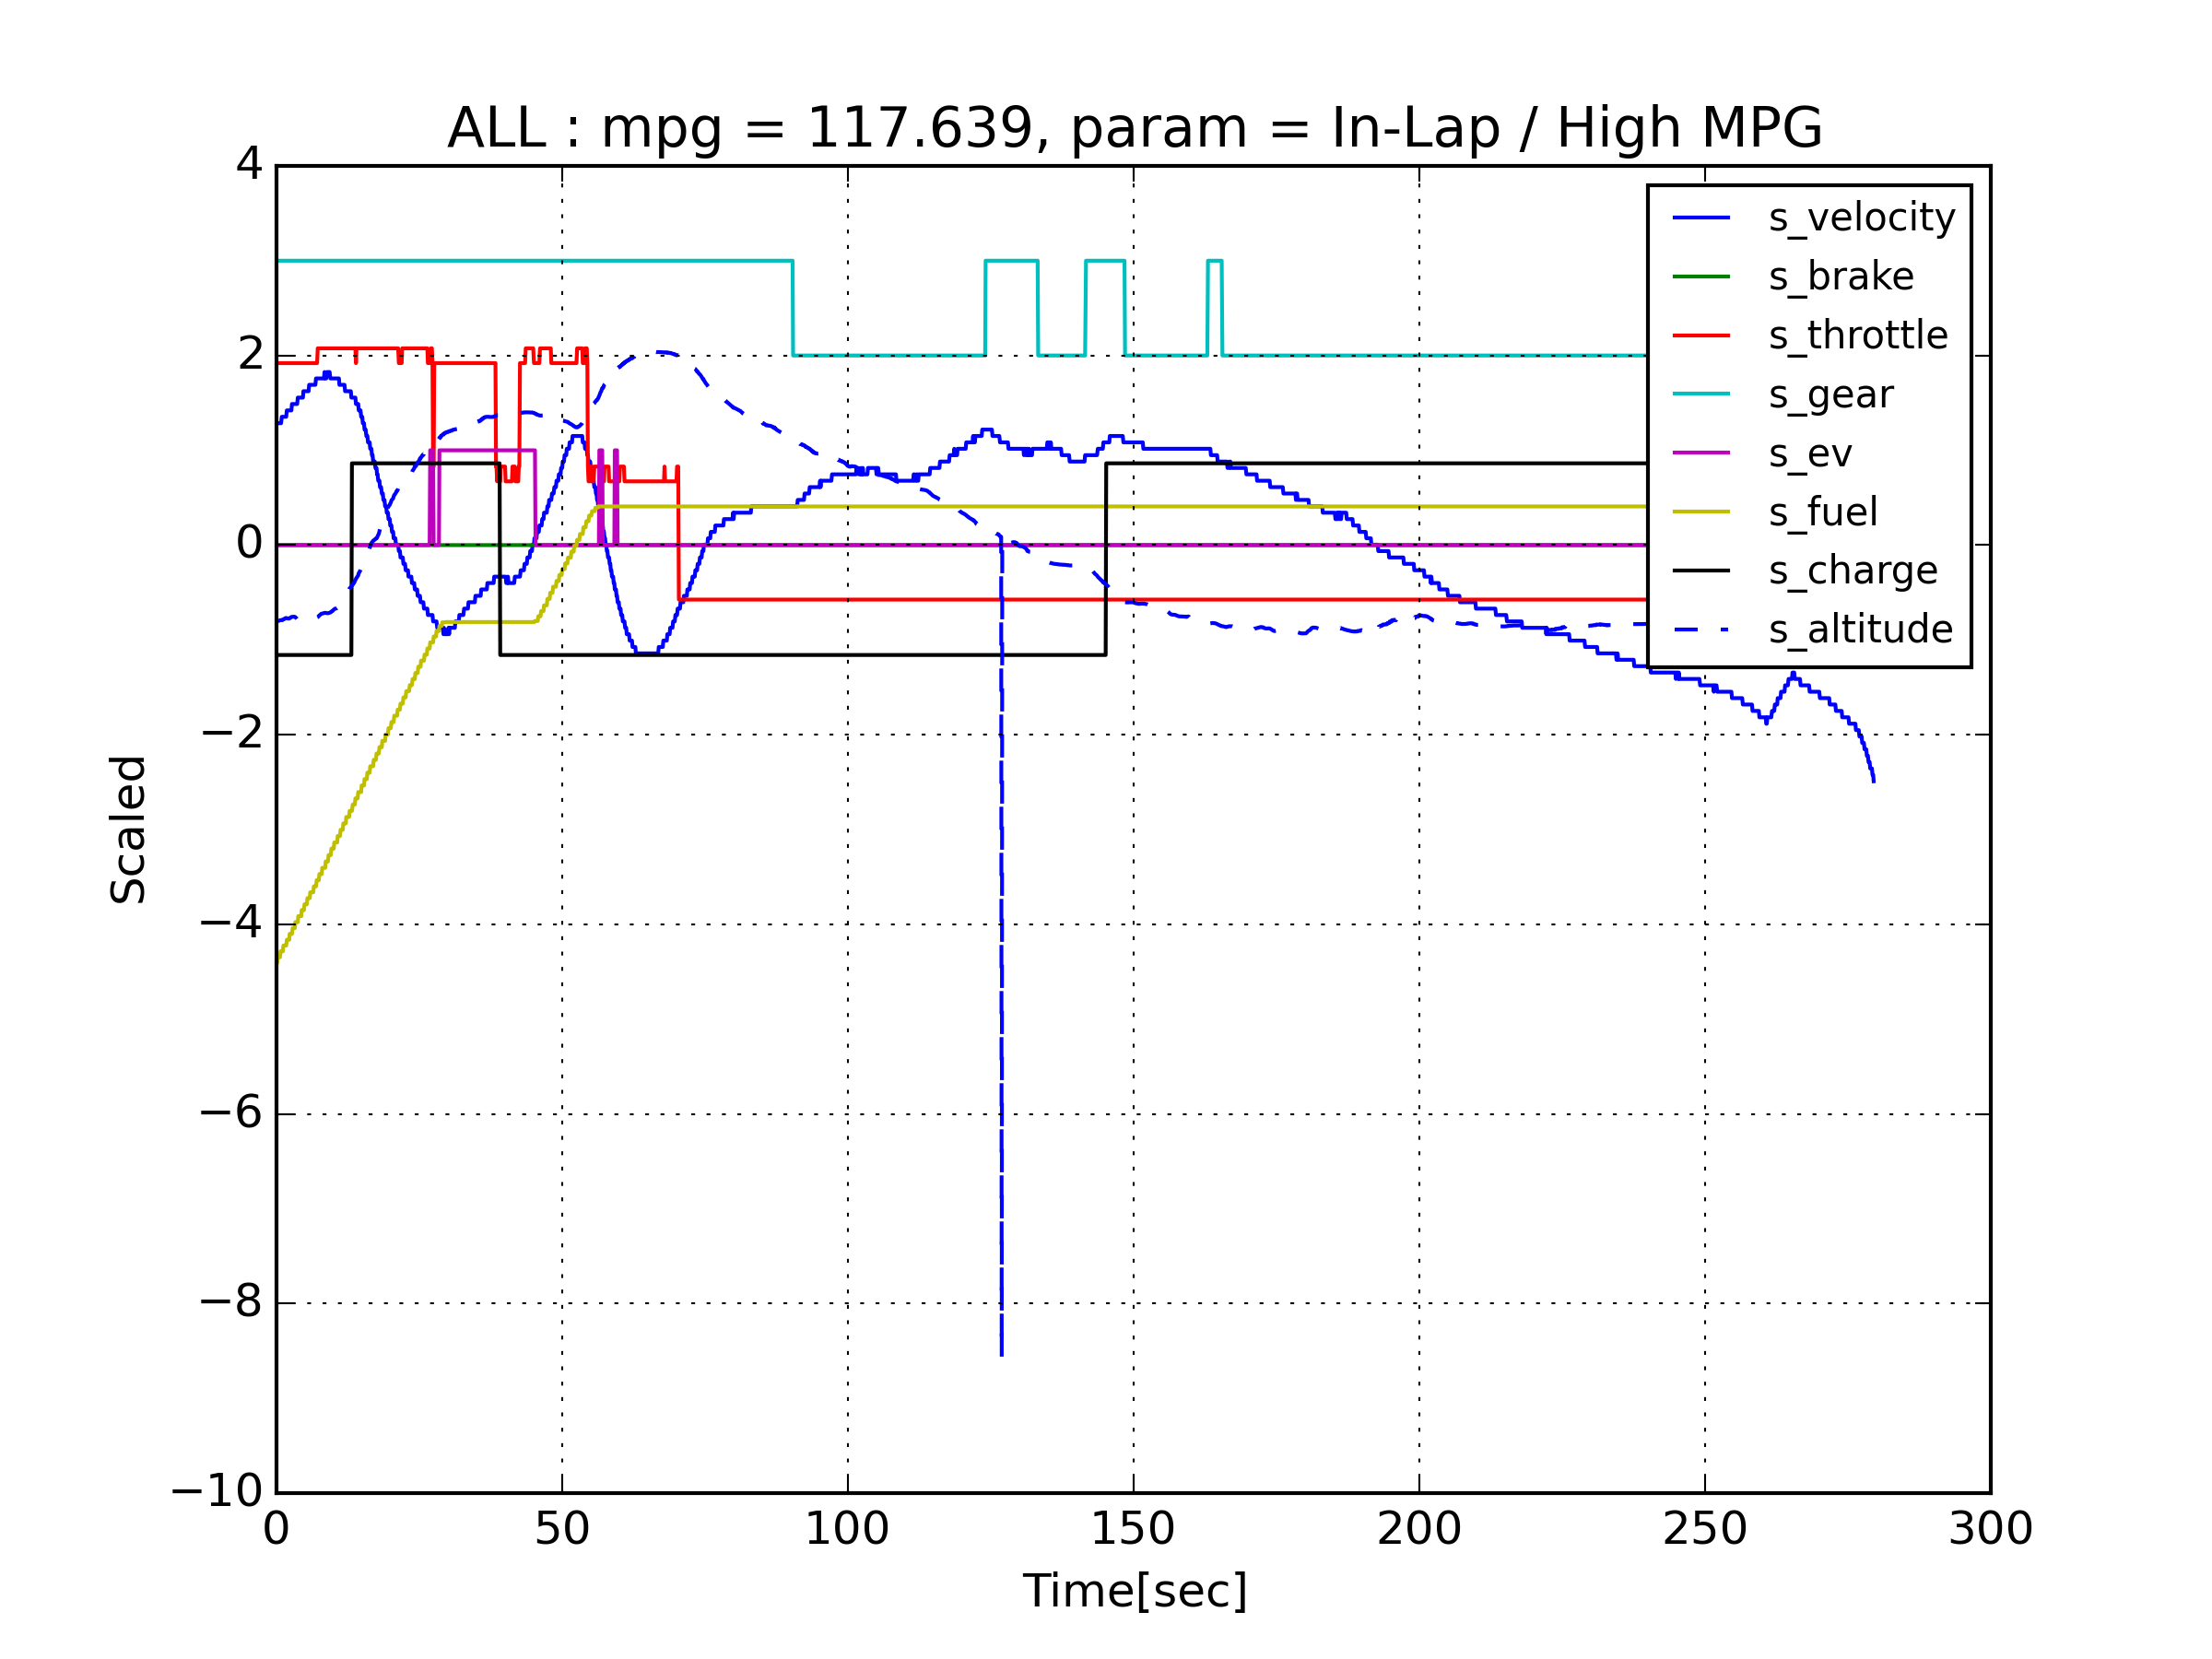 ALL : mpg = 117.639, param = In-Lap / High MPG
4
2
0
−2
−4
−6
−8
−10
Scaled
s_velocity
s_brake
s_throttle
s_gear
s_ev
s_fuel
s_charge
s_altitude
0 50 100 150 200 250 300
Time[sec]